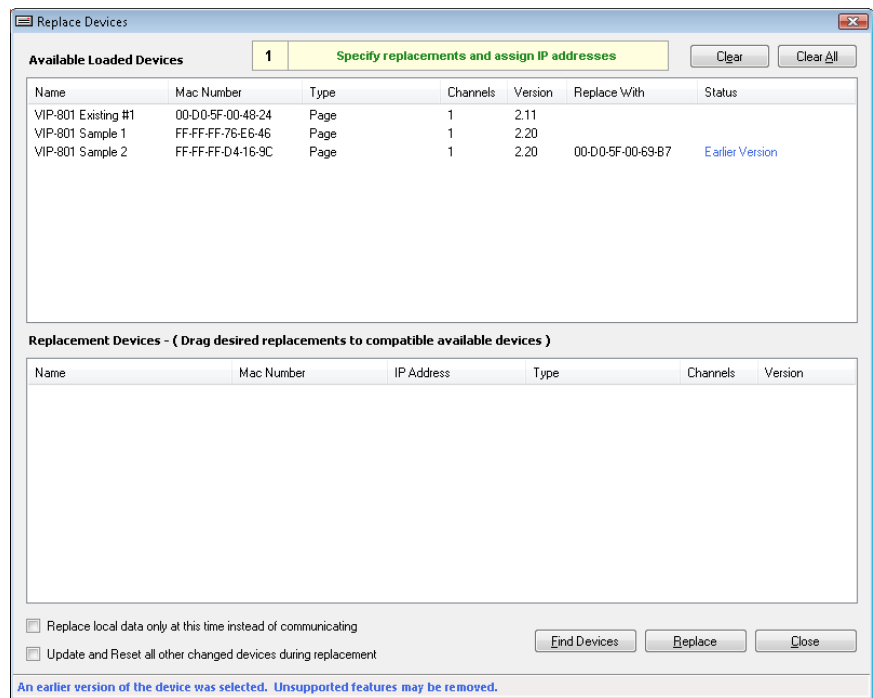 Replace Devices
Available Loaded Devices
1
Specify replacements and assign IP addresses
Clear
Clear All
Name Mac Number Type Channels Version Replace With Status
VIP-801 Existing #1 00-D0-5F-00-48-24 Page 1 2.11
VIP-801 Sample 1 FF-FF-FF-76-E6-46 Page 1 2.20
VIP-801 Sample 2 FF-FF-FF-D4-16-9C Page 1 2.20 00-D0-5F-00-69-B7 Earlier Version
Replacement Devices - ( Drag desired replacements to compatible available devices )
Name Mac Number IP Address Type Channels Version
Replace local data only at this time instead of communicating
Update and Reset all other changed devices during replacement
Find Devices
Replace
Close
An earlier version of the device was selected. Unsupported features may be removed.